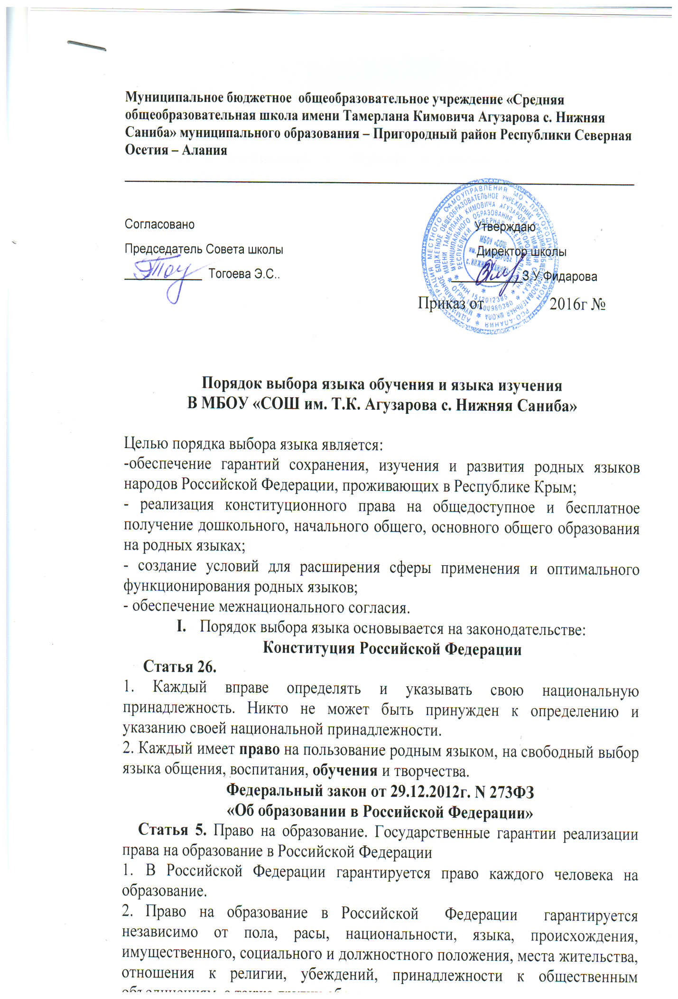 Муниципальное бюджетное общеобразовательное учреждение «Средняя
общеобразовательная школа имени Тамерлана Кимовича Агузарова с. Нижняя
Саниба» муниципального образования – Пригородный район Республики Северная
Осетия – Алания
Согласовано
Утверждаю
Председатель Совета школы
Директор школы
Тогоева Э.С..
З.У.Фидарова
Приказ от 2016г №
МБОУ «СОШ
ИНН 1512012385
Порядок выбора языка обучения и языка изучения
В МБОУ «СОШ им. Т.К. Агузарова с. Нижняя Саниба»
Целью порядка выбора языка является:
-обеспечение гарантий сохранения, изучения и развития родных языков
народов Российской Федерации, проживающих в Республике Крым;
- реализация конституционного права на общедоступное и бесплатное
получение дошкольного, начального общего, основного общего образования
на родных языках;
- создание условий для расширения сферы применения и оптимального
функционирования родных языков;
- обеспечение межнационального согласия.
I. Порядок выбора языка основывается на законодательстве:
Конституция Российской Федерации
Статья 26.
1. Каждый вправе определять и указывать свою национальную
принадлежность. Никто не может быть принужден к определению и
указанию своей национальной принадлежности.
2. Каждый имеет право на пользование родным языком, на свободный выбор
языка общения, воспитания, обучения и творчества.
Федеральный закон от 29.12.2012г. N 273ФЗ
«Об образовании в Российской Федерации»
Статья 5. Право на образование. Государственные гарантии реализации
права на образование в Российской Федерации
1. В Российской Федерации гарантируется право каждого человека на
образование.
2. Право на образование в Российской Федерации гарантируется
независимо от пола, расы, национальности, языка, происхождения,
имущественного, социального и должностного положения, места жительства,
отношения к религии, убеждений, принадлежности к общественным